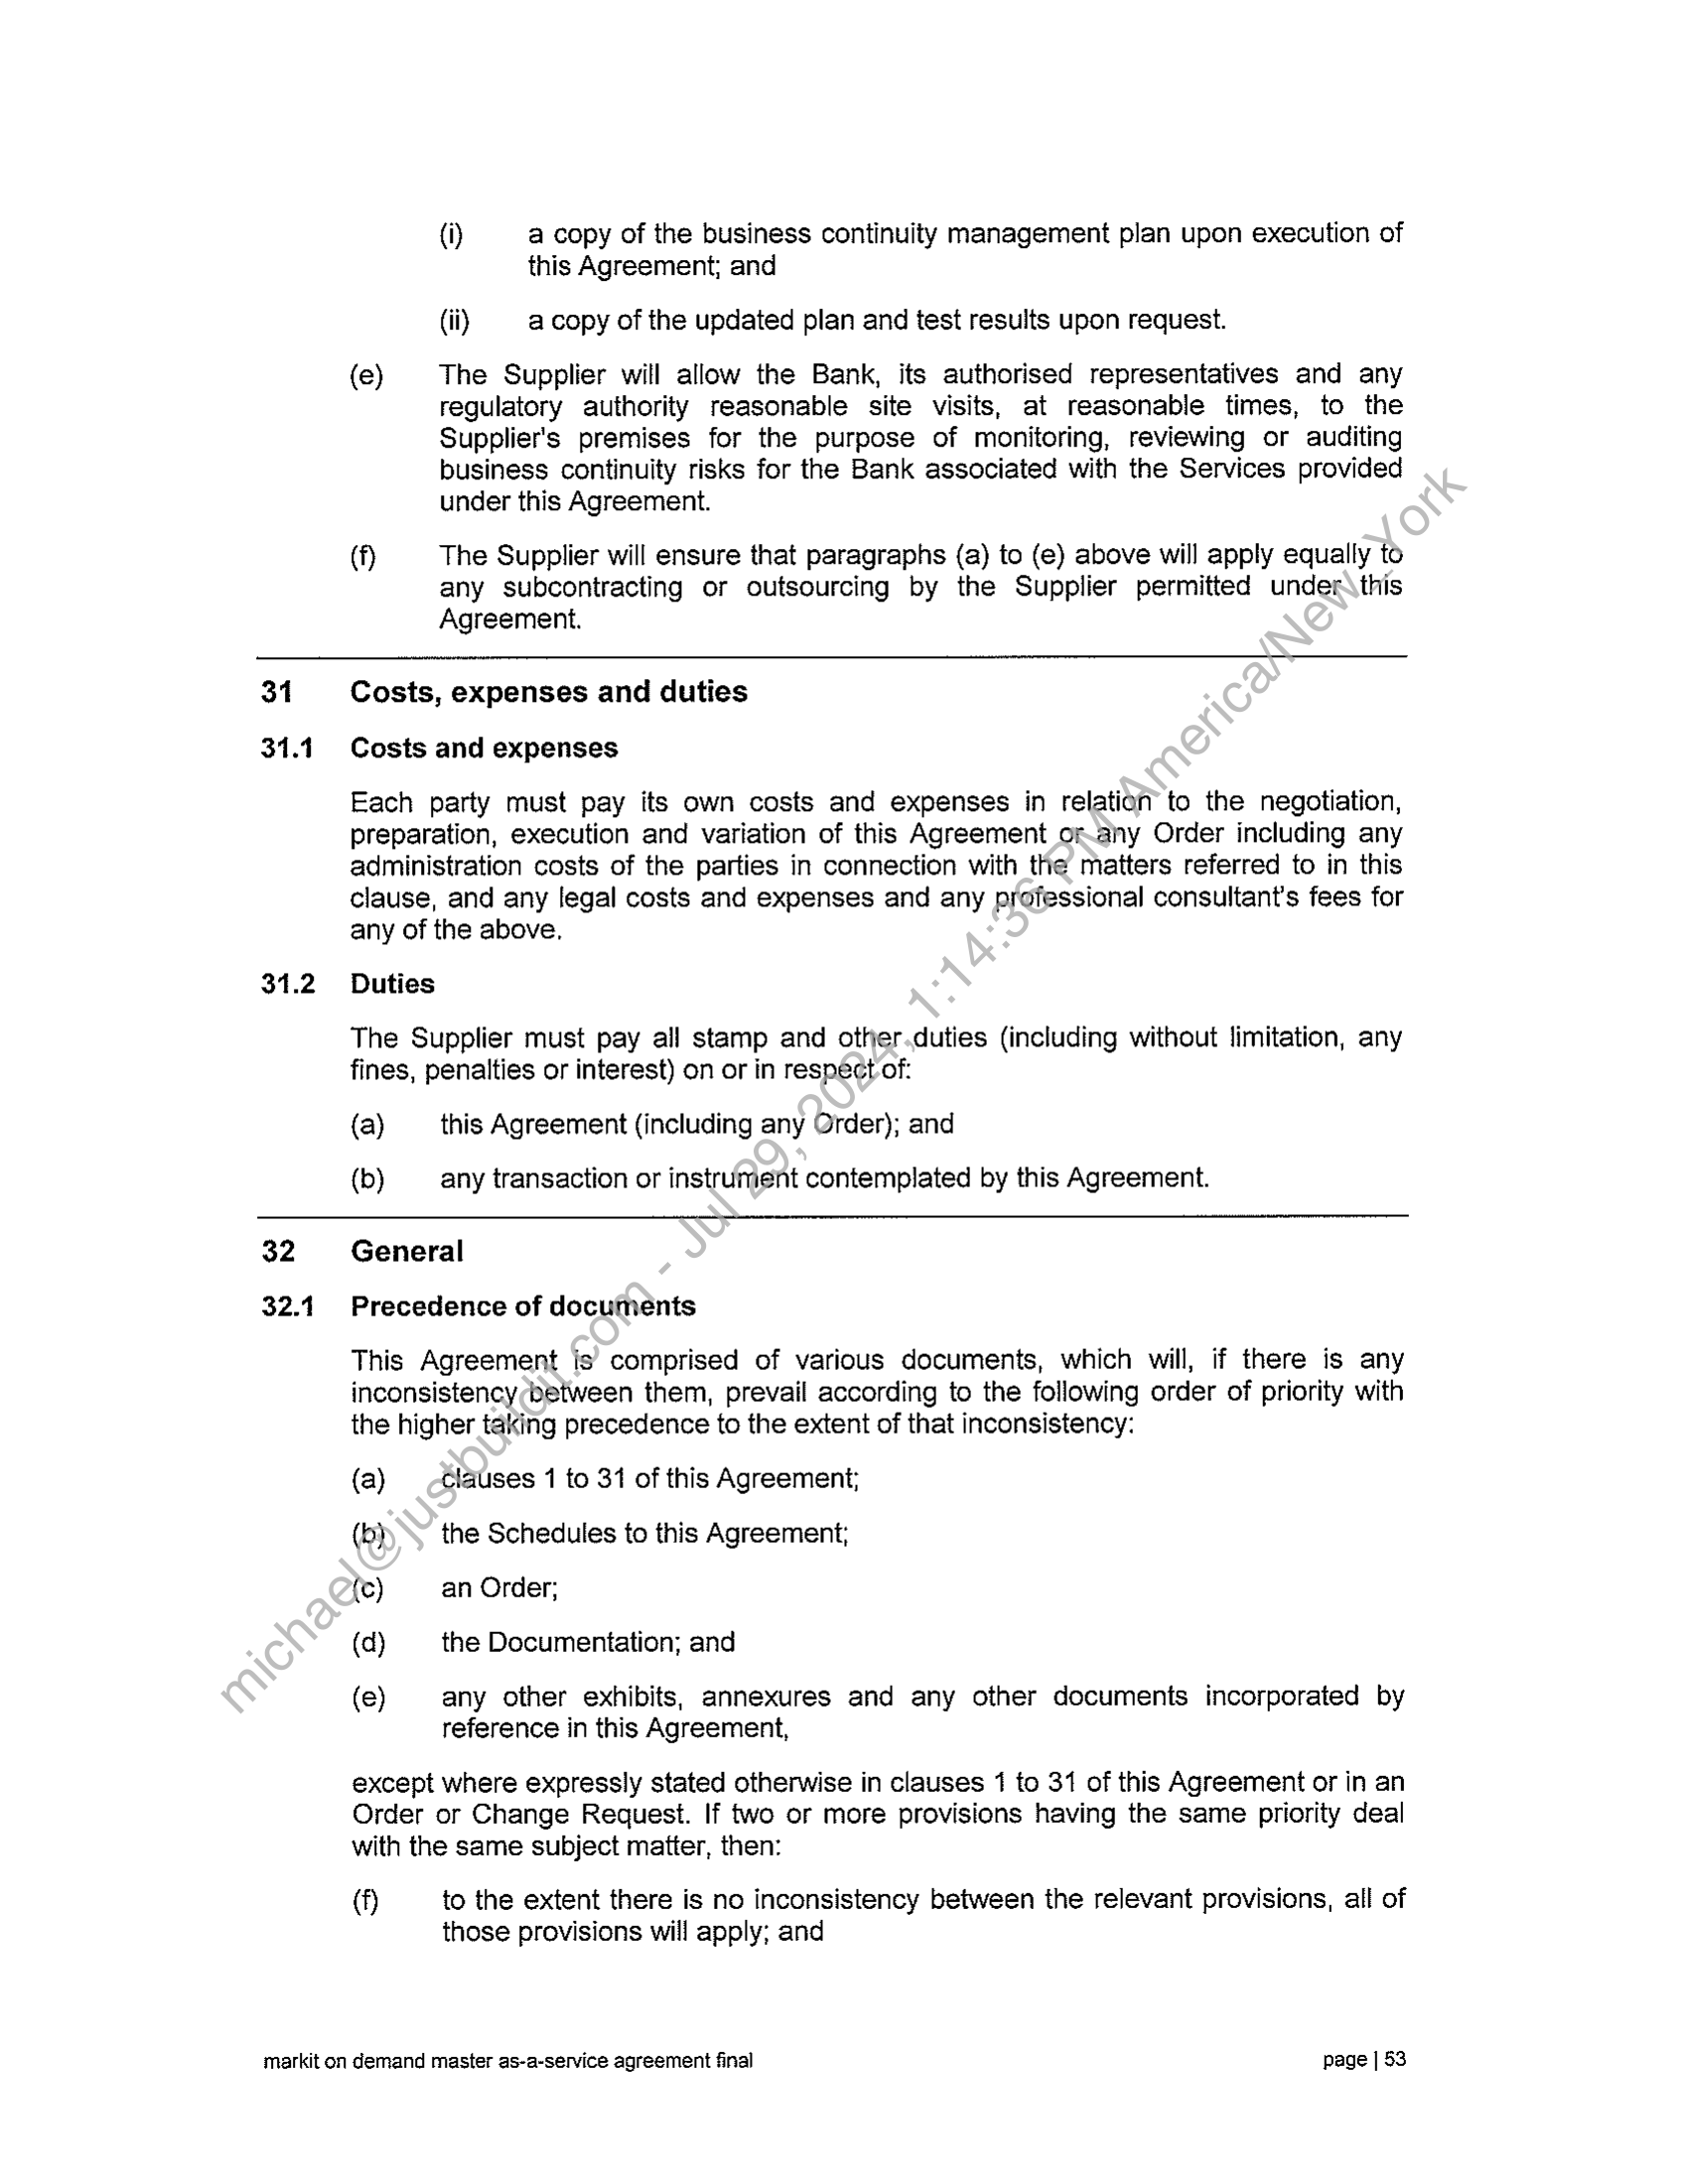 (i) a copy of the business continuity management plan upon execution of
this Agreement; and
(ii) a copy of the updated plan and test results upon request.
(e) The Supplier will allow the Bank, its authorised representatives and any
regulatory authority reasonable site visits, at reasonable times, to the
Supplier's premises for the purpose of monitoring, reviewing or auditing
business continuity risks for the Bank associated with the Services provided
under this Agreement.
(f) The Supplier will ensure that paragraphs (a) to (e) above will apply equally to
any subcontracting or outsourcing by the Supplier permitted under this
Agreement.
31 Costs, expenses and duties
31.1 Costs and expenses
Each party must pay its own costs and expenses in relation to the negotiation,
preparation, execution and variation of this Agreement or any Order including any
administration costs of the parties in connection with the matters referred to in this
clause, and any legal costs and expenses and any professional consultant's fees for
any of the above.
31.2 Duties
The Supplier must pay all stamp and other duties (including without limitation, any
fines, penalties or interest) on or in respect of:
(a) this Agreement (including any Order); and
(b) any transaction or instrument contemplated by this Agreement.
32 General
32.1 Precedence of documents
This Agreement is comprised of various documents, which will, if there is any
inconsistency between them, prevail according to the following order of priority with
the higher taking precedence to the extent of that inconsistency:
(a) clauses 1 to 31 of this Agreement;
(b) the Schedules to this Agreement;
(c) an Order;
(d) the Documentation; and
(e) any other exhibits, annexures and any other documents incorporated by
reference in this Agreement,
except where expressly stated otherwise in clauses 1 to 31 of this Agreement or in an
Order or Change Request. If two or more provisions having the same priority deal
with the same subject matter, then:
(f) to the extent there is no inconsistency between the relevant provisions, all of
those provisions will apply; and
markit on demand master as-a-service agreement final page | 53
michael@justbuildit.com - Jul 29, 2024, 1:14:36 PM America/New_York